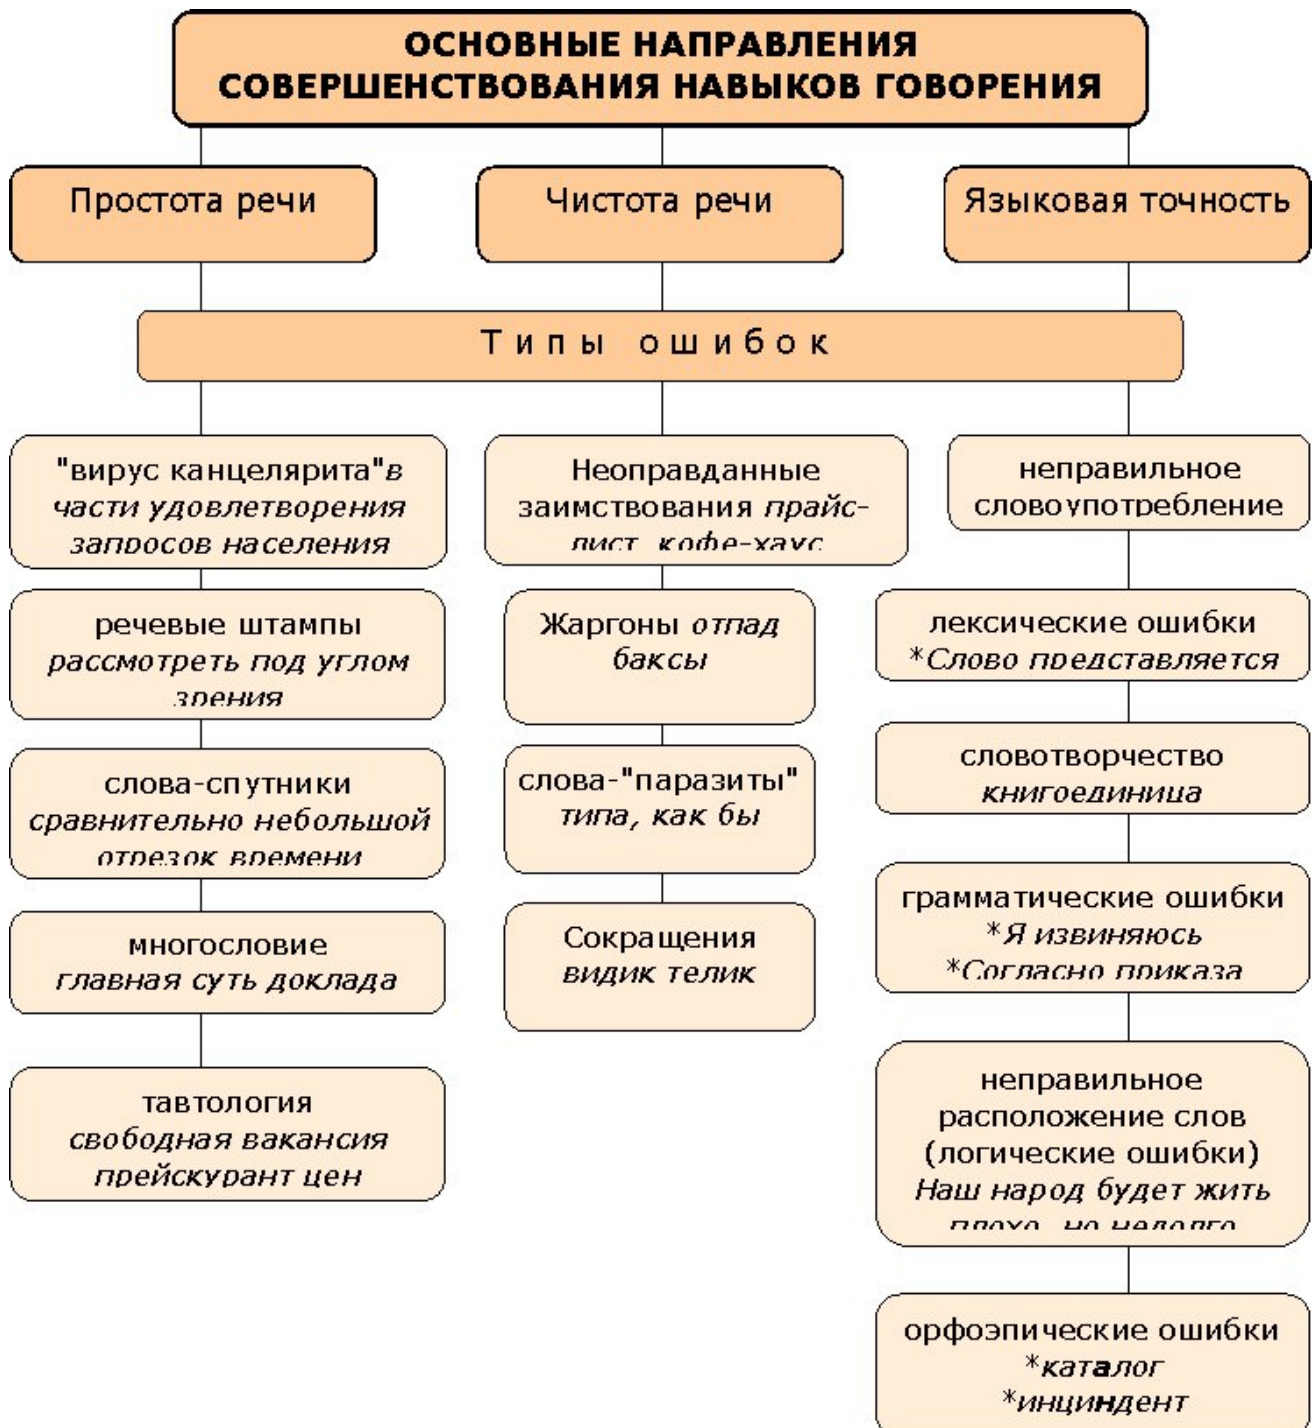 ОСНОВНЫЕ НАПРАВЛЕНИЯ
СОВЕРШЕНСТВОВАНИЯ НАВЫКОВ ГОВОРЕНИЯ
Простота речи
Чистота речи
Языковая точность
Типы ошибок
"вирус канцелярита"в
части удовлетворения
запросов населения
речевые штампы
рассмотреть под углом
зрения
слова-спутники
сравнительно небольшой
отрезок времени
многословие
главная суть доклада
тавтология
свободная вакансия
прейскурант цен
Неоправданные
заимствования прайс-
лист, кофе-хаус
Жаргоны отпад
баксы
слова-"паразиты"
типа, как бы
Сокращения
видик телик
неправильное
словоупотребление
лексические ошибки
*Слово представляется
словотворчество
книгоединица
грамматические ошибки
*Я извиняюсь
*Согласно приказа
неправильное
расположение слов
(логические ошибки)
Наш народ будет жить
плохо, но недолго
орфоэпические ошибки
*каталог
*инциндент